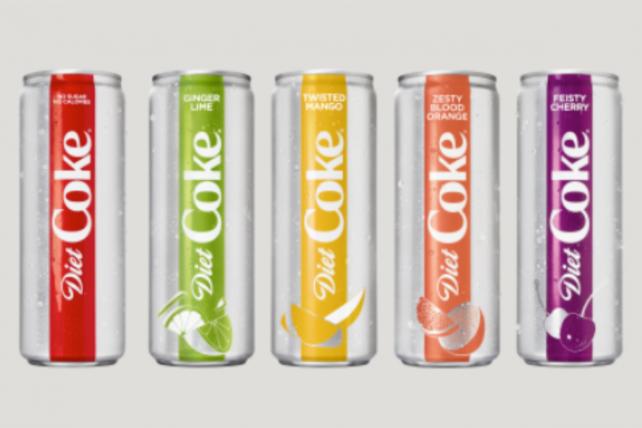 NO SUGAR
NO CALORIES
Diet Coke
GINGER
LIME
Diet Coke
TWISTED
MANGO
Diet Coke
ZESTY
BLOOD
ORANGE
Diet Coke
FEISTY
CHERRY
Diet Coke